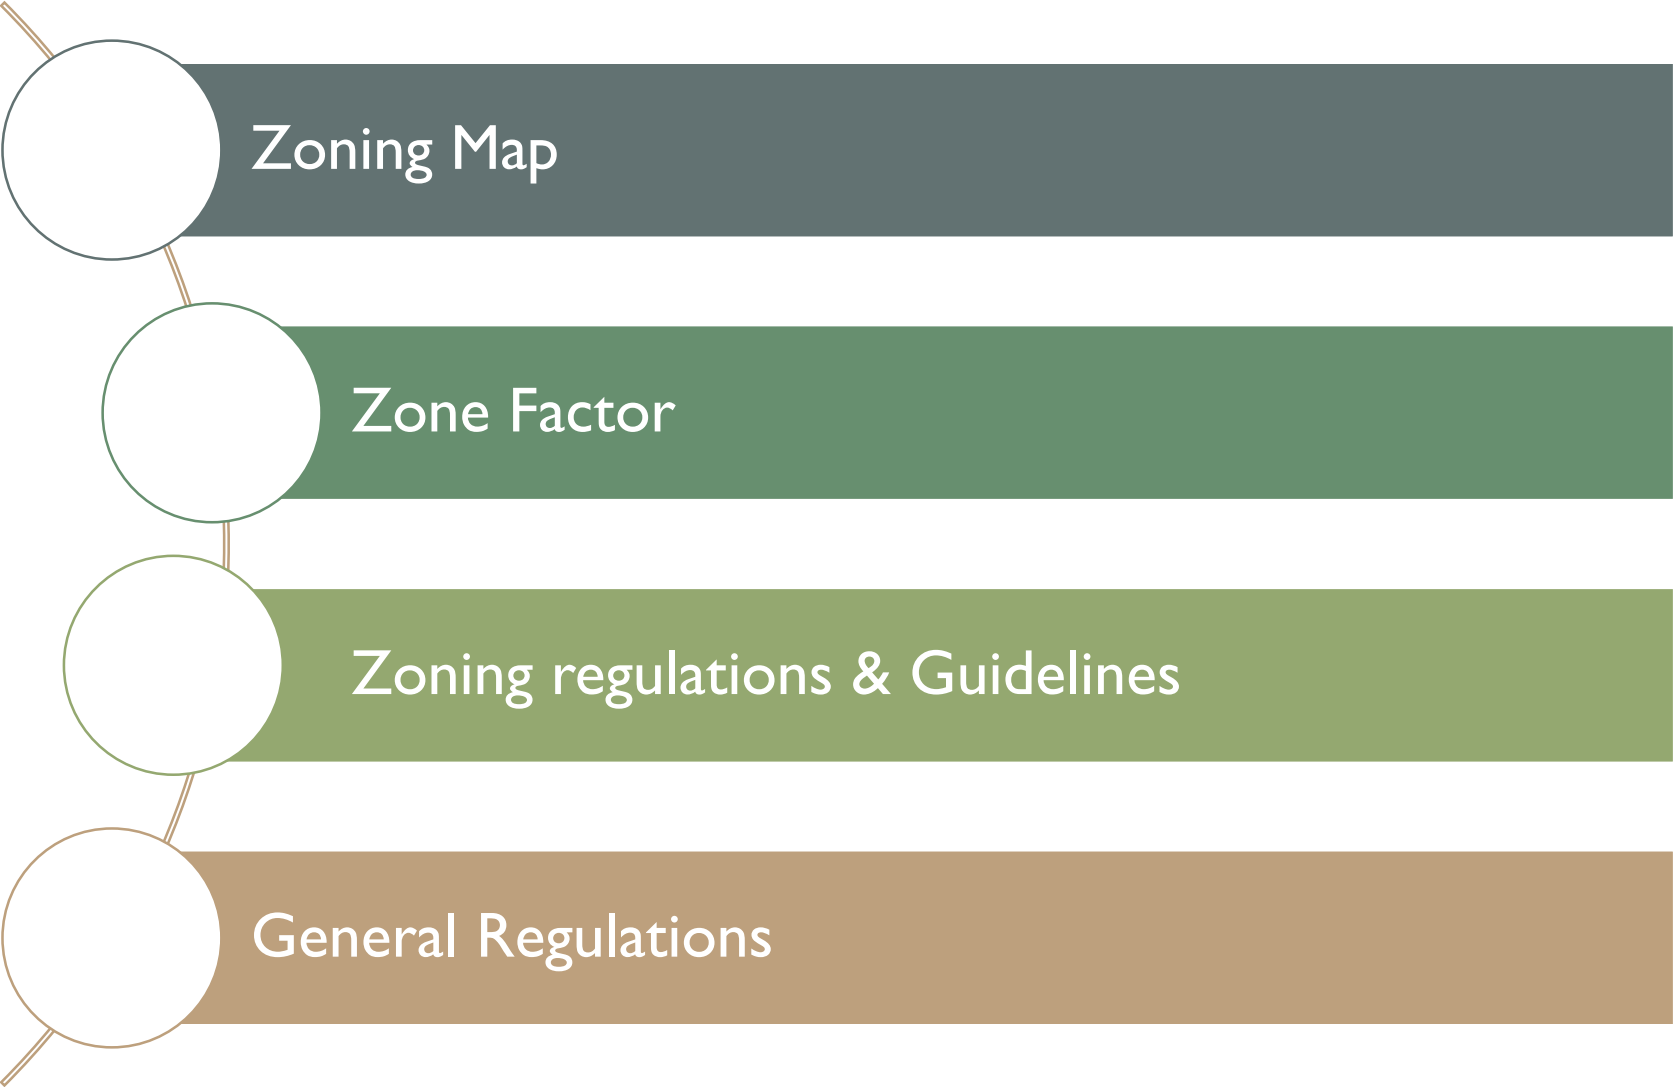 Zoning Map
Zone Factor
Zoning regulations & Guidelines
General Regulations